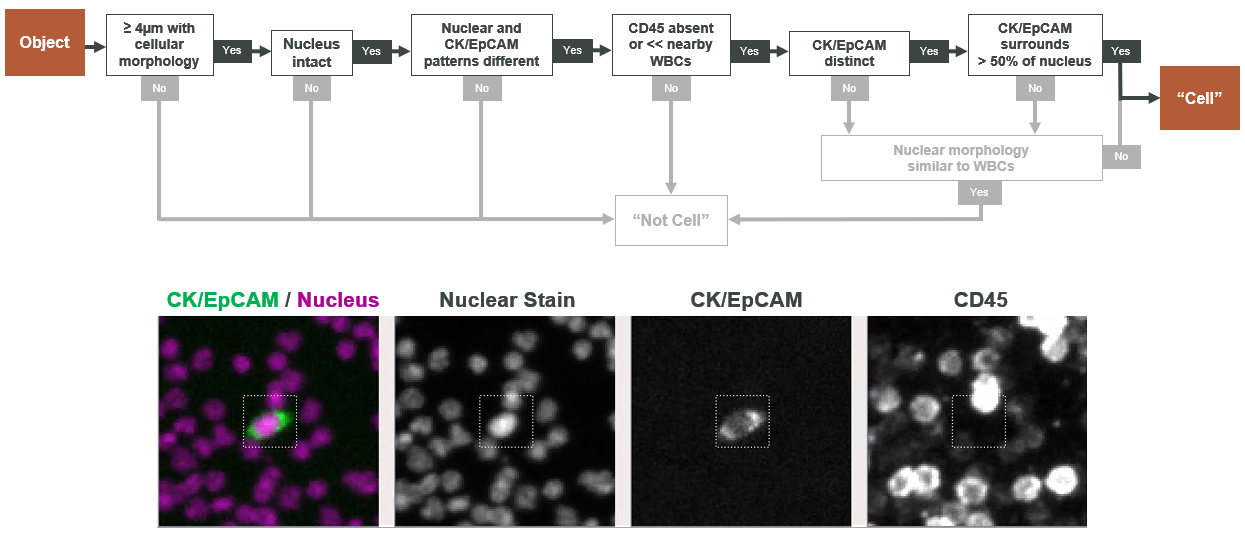 Object
≥ 4µm with
cellular
morphology
Yes
Nucleus
intact
Yes
Nuclear and
CK/EpCAM
patterns different
Yes
CD45 absent
or << nearby
WBCs
Yes
CK/EpCAM
distinct
Yes
CK/EpCAM
surrounds
> 50% of nucleus
Yes
No
No
No
No
No
No
“Cell”
Nuclear morphology
similar to WBCs
No
Yes
“Not Cell”
CK/EpCAM / Nucleus
Nuclear Stain
CK/EpCAM
CD45